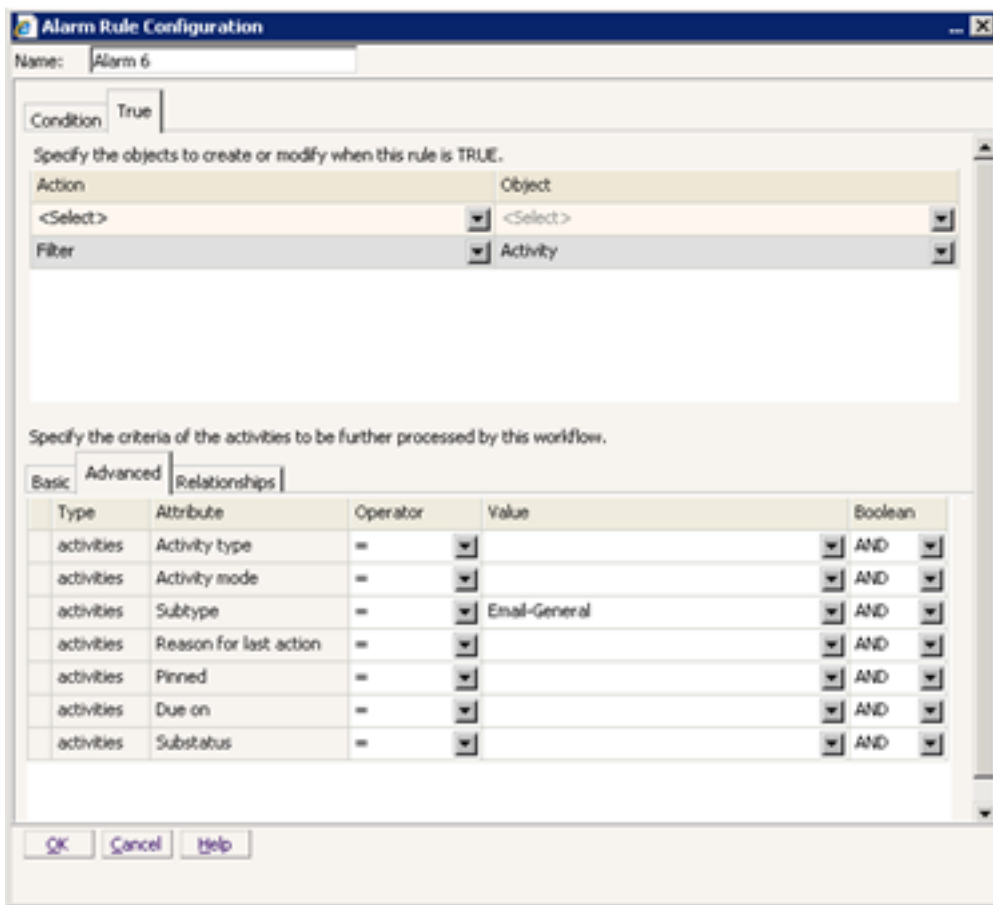 Alarm Rule Configuration
Name: Alarm 6
Condition True
Specify the objects to create or modify when this rule is TRUE.
Action Object
<Select> <Select>
Filter Activity
Specify the criteria of the activities to be further processed by this workflow.
Basic Advanced Relationships
Type Attribute Operator Value Boolean
activities Activity type = AND
activities Activity mode = AND
activities Subtype = Email-General AND
activities Reason for last action = AND
activities Pinned = AND
activities Due on = AND
activities Substatus = AND
OK Cancel Help